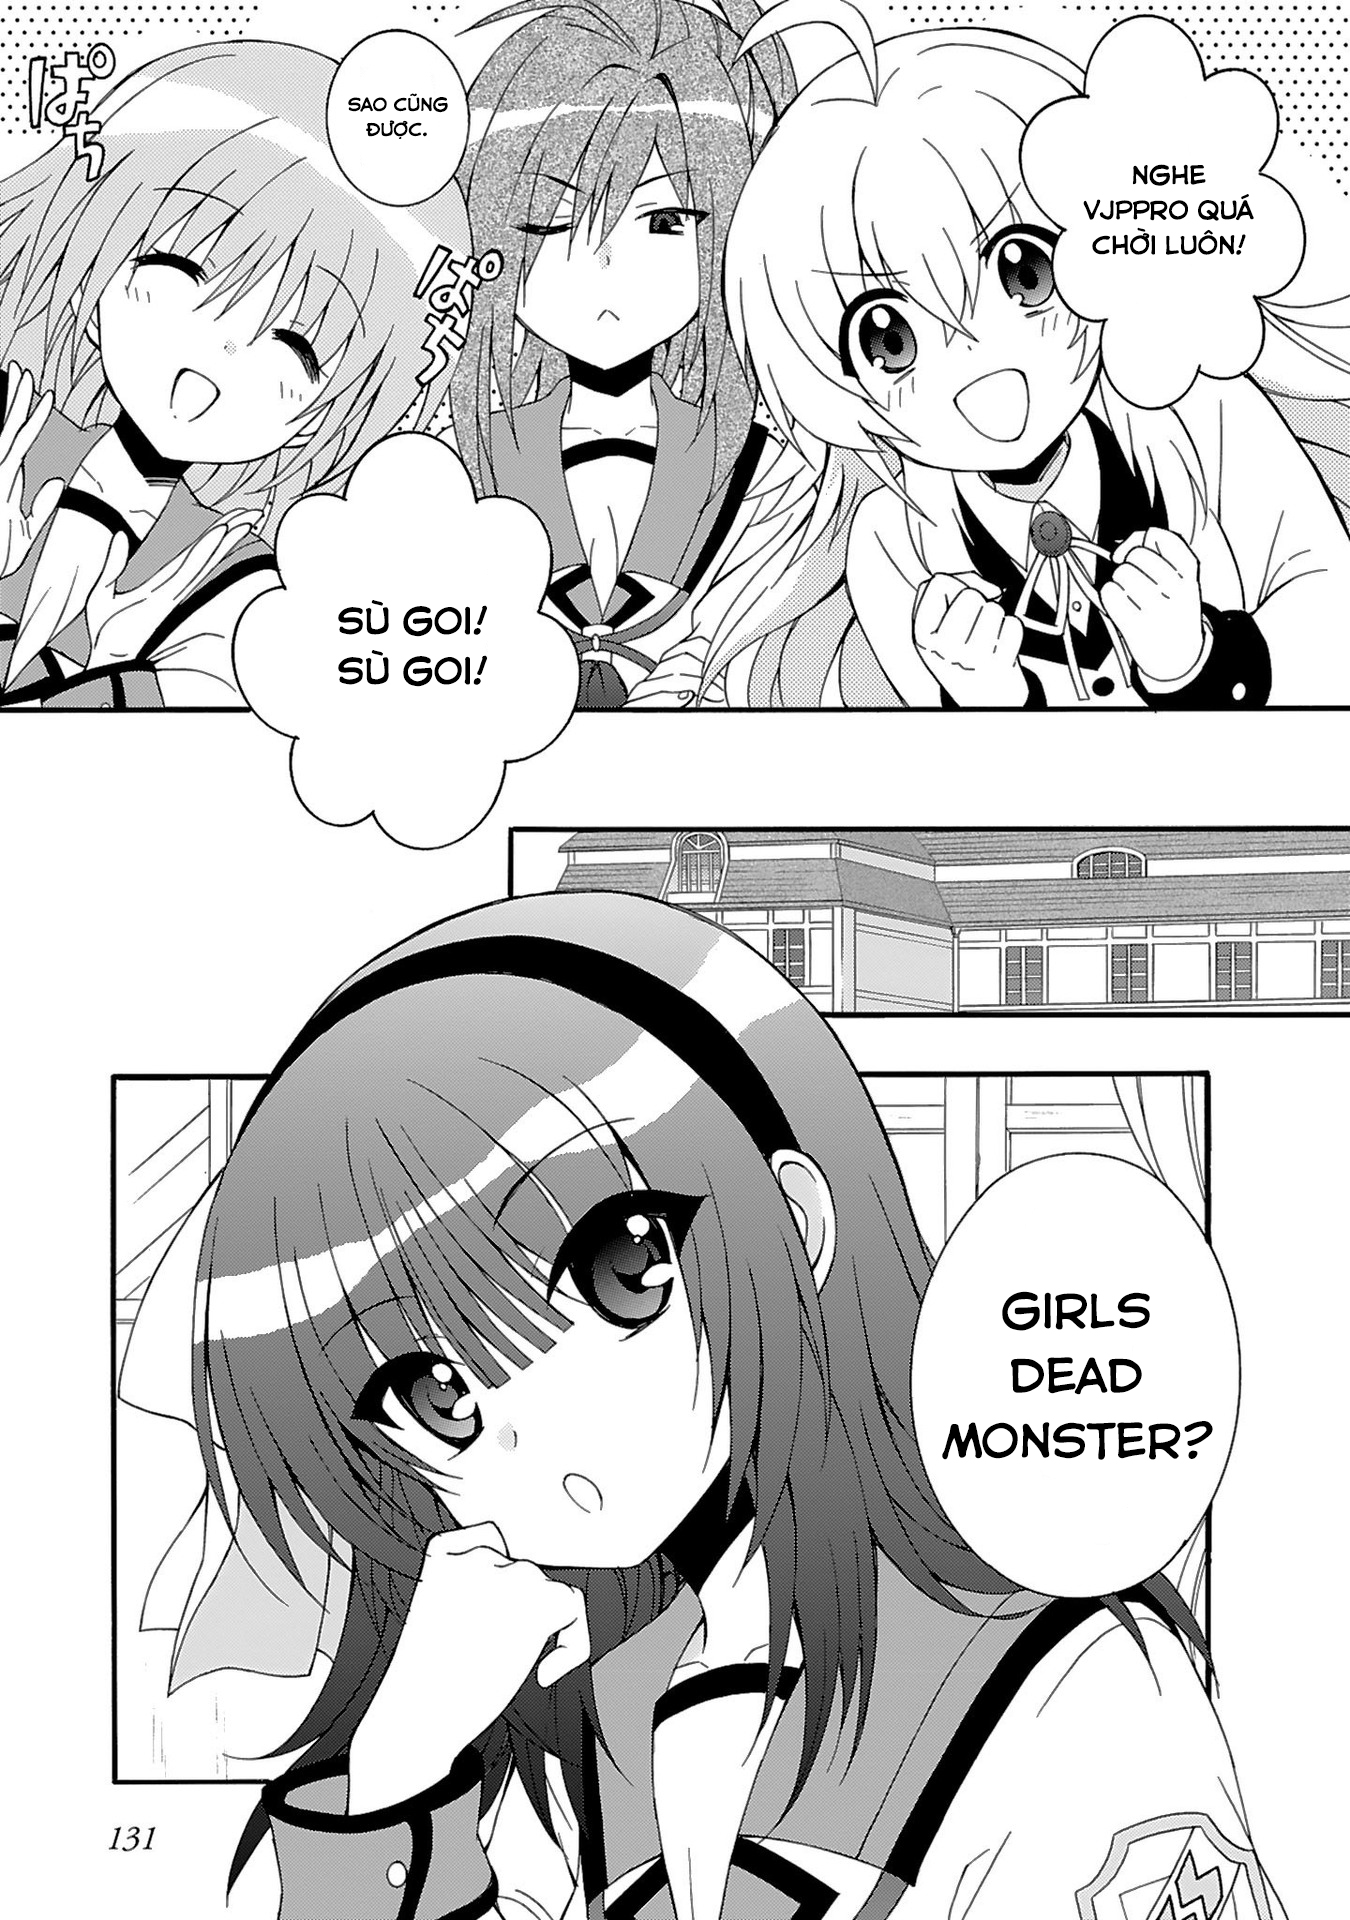 NGHE
VJPPRO QUÁ
CHỜI LUÔN!
SAO CŨNG
ĐƯỢC.
ぱち
ぱち
SÙ GOI!
SÙ GOI!
GIRLS
DEAD
MONSTER?
131